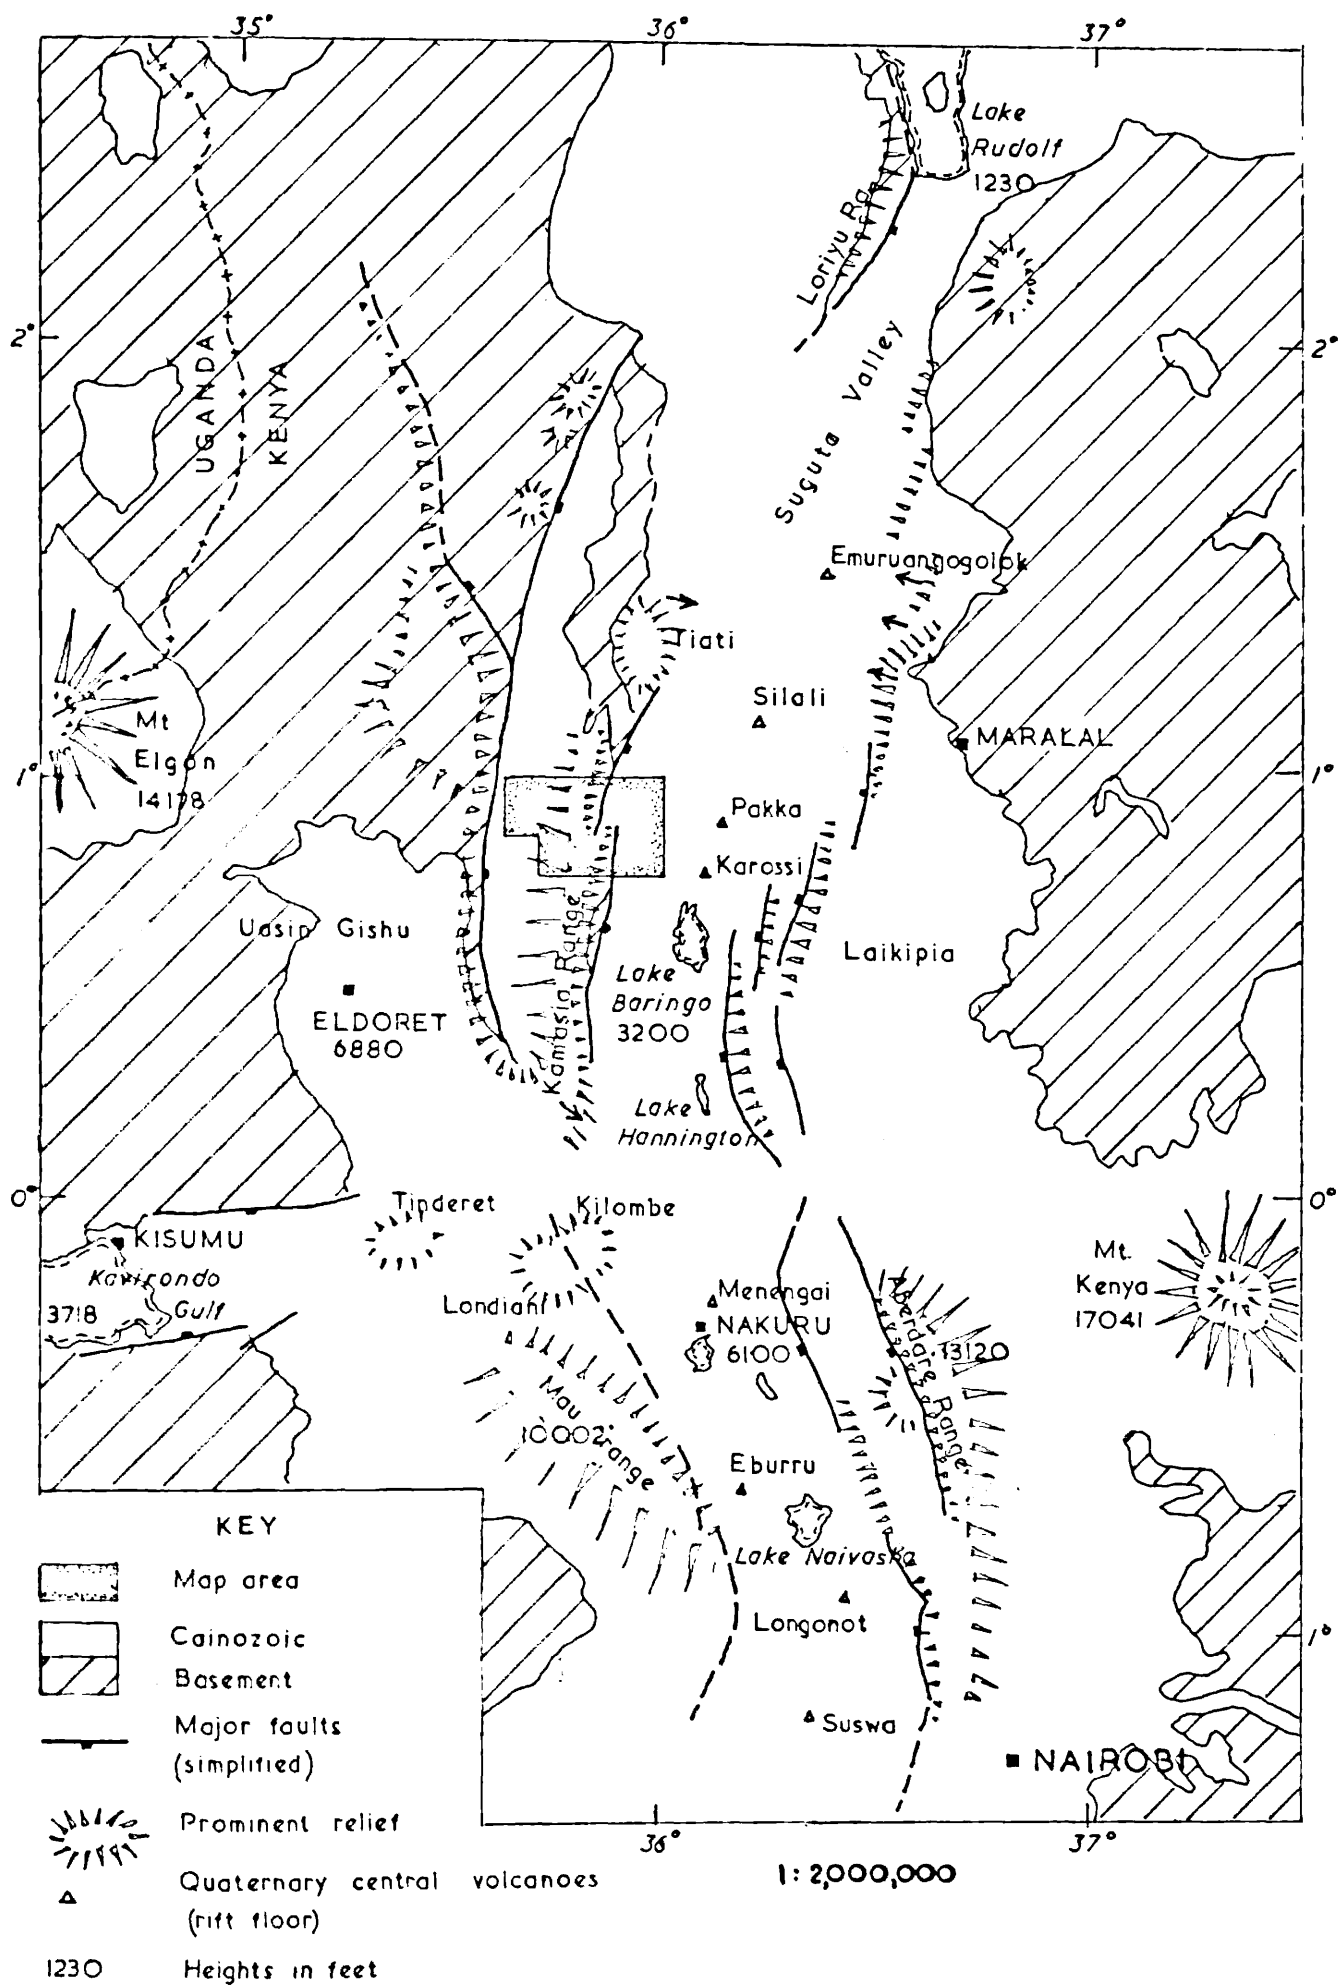 35°
36°
37°
Lake
Rudolf
1230
Loriyu Ra.
2°
2°
UGANDA
KENYA
Suguta Valley
Emuruangogolok
Tiati
Silali
Mt
Elgon
14178
MARALAL
1°
1°
Pakka
Karossi
Uasin Gishu
Kamasia Range
Laikipia
ELDORET
6880
Lake
Baringo
3200
Lake
Hannington
0°
0°
Tinderet
Kilombe
KISUMU
Kavirondo
Gulf
3718
Mt.
Kenya
17041
Londiani
Menengai
NAKURU
6100
Aberdare Range
13120
Mau range
10002
Eburru
Lake Naivasha
Longonot
1°
Suswa
NAIROBI
36°
37°
1:2,000,000
KEY
Map area
Cainozoic
Basement
Major faults
(simplified)
Prominent relief
Quaternary central volcanoes
(rift floor)
1230 Heights in feet